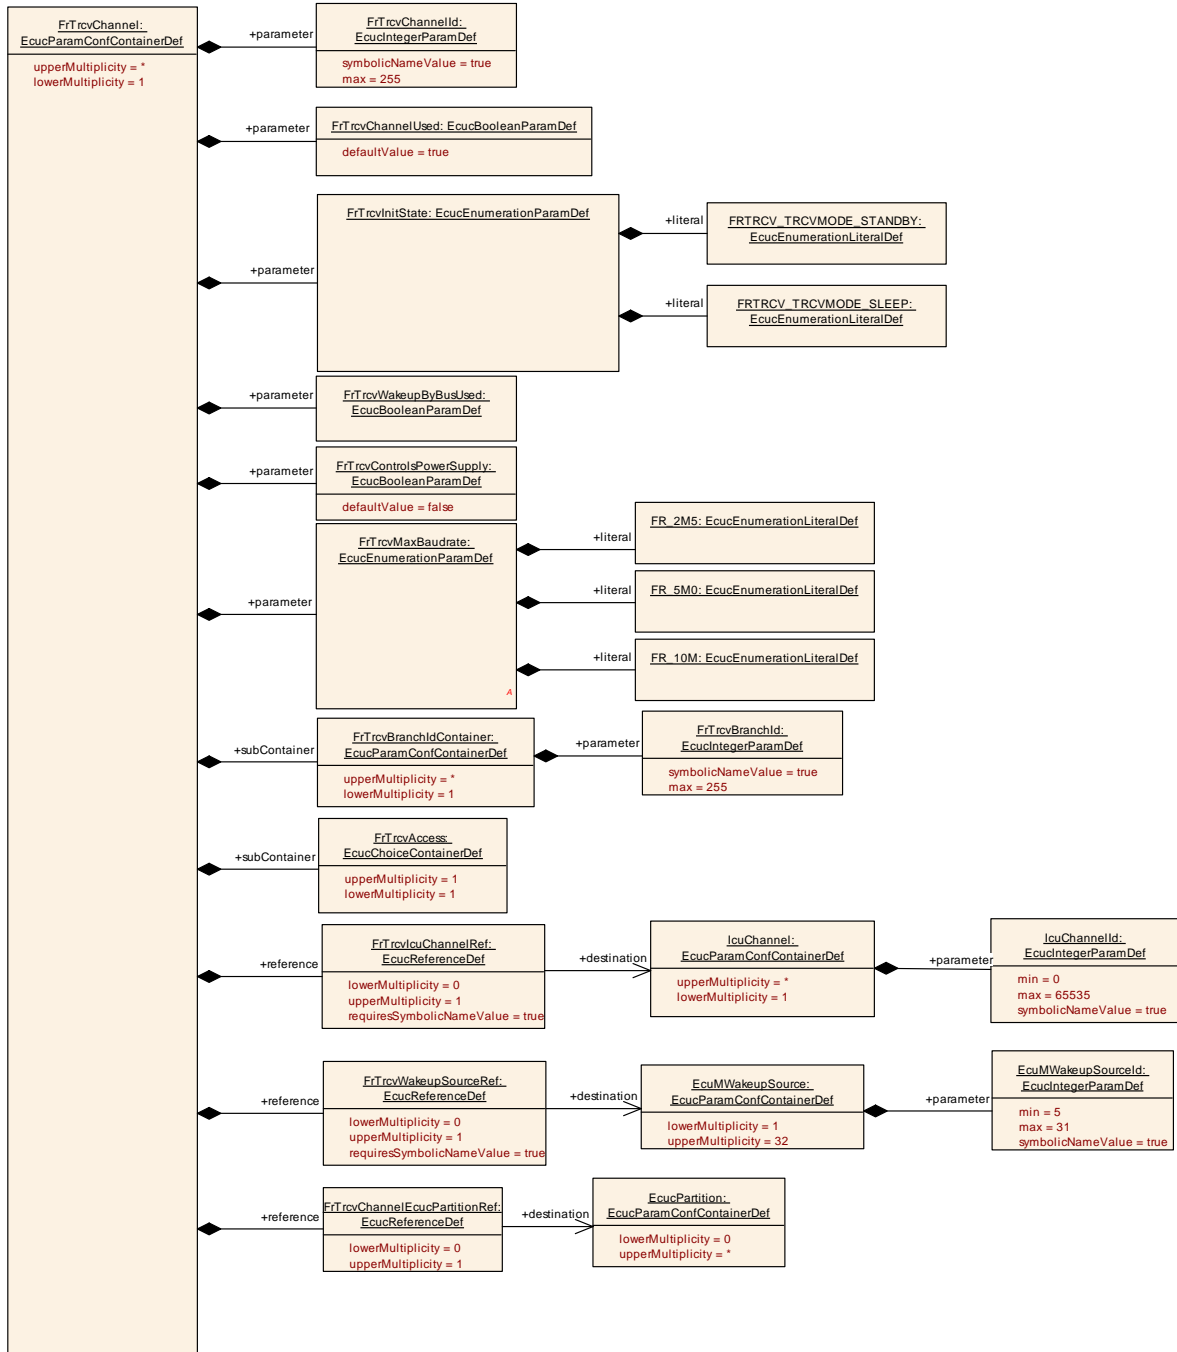 FrTrcvChannel:
EcucParamConfContainerDef
upperMultiplicity = *
lowerMultiplicity = 1
+parameter
FrTrcvChannelId:
EcucIntegerParamDef
symbolicNameValue = true
max = 255
+parameter
FrTrcvChannelUsed: EcucBooleanParamDef
defaultValue = true
+parameter
FrTrcvInitState: EcucEnumerationParamDef
+literal
FRTRCV_TRCVMODE_STANDBY:
EcucEnumerationLiteralDef
+literal
FRTRCV_TRCVMODE_SLEEP:
EcucEnumerationLiteralDef
+parameter
FrTrcvWakeupByBusUsed:
EcucBooleanParamDef
+parameter
FrTrcvControlsPowerSupply:
EcucBooleanParamDef
defaultValue = false
+parameter
FrTrcvMaxBaudrate:
EcucEnumerationParamDef
A
+literal
FR_2M5: EcucEnumerationLiteralDef
+literal
FR_5M0: EcucEnumerationLiteralDef
+literal
FR_10M: EcucEnumerationLiteralDef
+subContainer
FrTrcvBranchIdContainer:
EcucParamConfContainerDef
upperMultiplicity = *
lowerMultiplicity = 1
+parameter
FrTrcvBranchId:
EcucIntegerParamDef
symbolicNameValue = true
max = 255
+subContainer
FrTrcvAccess:
EcucChoiceContainerDef
upperMultiplicity = 1
lowerMultiplicity = 1
+reference
FrTrcvIcuChannelRef:
EcucReferenceDef
lowerMultiplicity = 0
upperMultiplicity = 1
requiresSymbolicNameValue = true
+destination
IcuChannel:
EcucParamConfContainerDef
upperMultiplicity = *
lowerMultiplicity = 1
+parameter
IcuChannelId:
EcucIntegerParamDef
min = 0
max = 65535
symbolicNameValue = true
+reference
FrTrcvWakeupSourceRef:
EcucReferenceDef
lowerMultiplicity = 0
upperMultiplicity = 1
requiresSymbolicNameValue = true
+destination
EcuMWakeupSource:
EcucParamConfContainerDef
lowerMultiplicity = 1
upperMultiplicity = 32
+parameter
EcuMWakeupSourceId:
EcucIntegerParamDef
min = 5
max = 31
symbolicNameValue = true
+reference
FrTrcvChannelEcucPartitionRef:
EcucReferenceDef
lowerMultiplicity = 0
upperMultiplicity = 1
+destination
EcucPartition:
EcucParamConfContainerDef
lowerMultiplicity = 0
upperMultiplicity = *